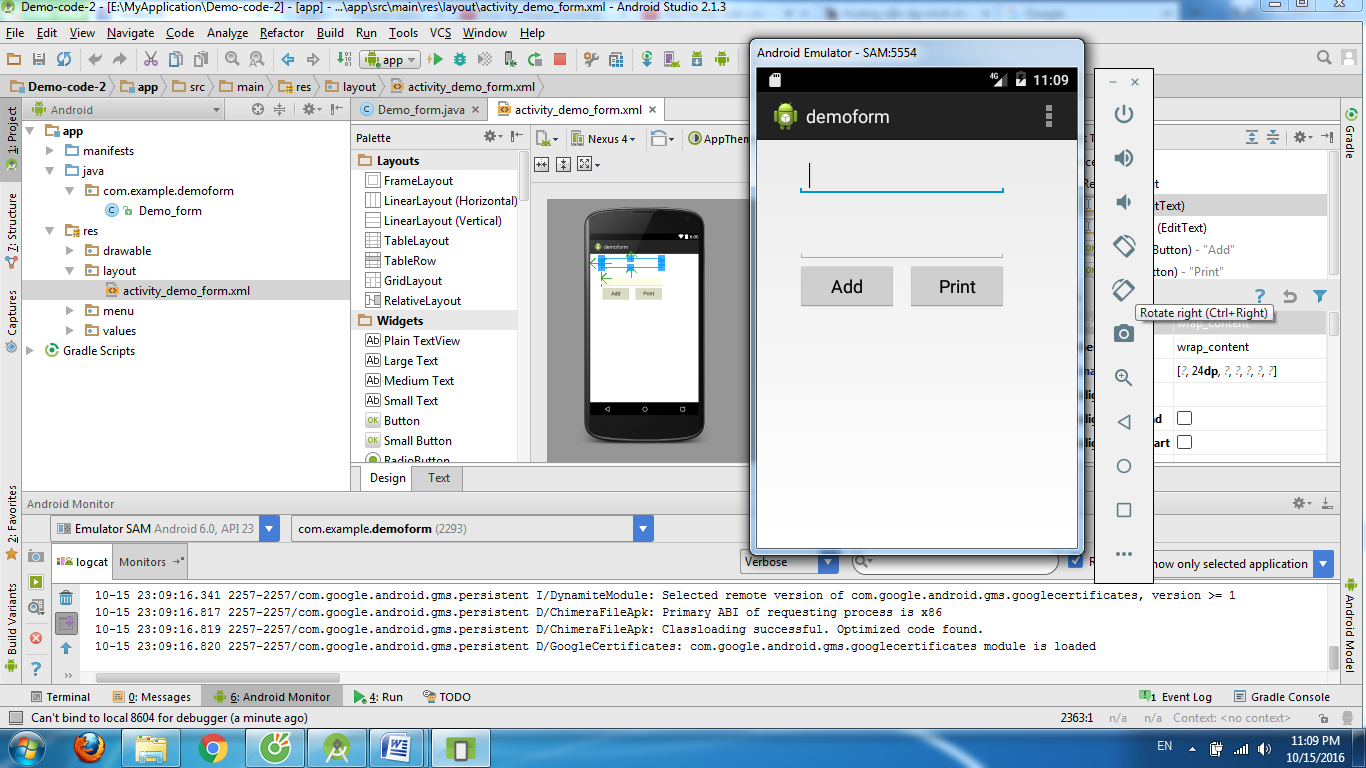 Demo-code-2 - [E:\MyApplication\Demo-code-2] - [app] - ...\app\src\main\res\layout\activity_demo_form.xml - Android Studio 2.1.3
File Edit View Navigate Code Analyze Refactor Build Run Tools VCS Window Help
app
Demo-code-2 app src main res layout activity_demo_form.xml
Android
Demo_form.java
activity_demo_form.xml
1: Project
7: Structure
Captures
2: Favorites
Build Variants
app
manifests
java
com.example.demoform
Demo_form
res
drawable
layout
activity_demo_form.xml
menu
values
Gradle Scripts
Palette
Layouts
FrameLayout
LinearLayout (Horizontal)
LinearLayout (Vertical)
TableLayout
TableRow
GridLayout
RelativeLayout
Widgets
Plain TextView
Large Text
Medium Text
Small Text
Button
Small Button
RadioButton
Nexus 4
AppThem
6:00
demoform
Add Print
Design Text
Android Emulator - SAM:5554
4G 11:09
demoform
Add Print
Rotate right (Ctrl+Right)
(EditText)
Button) - "Add"
ton) - "Print"
wrap_content
wrap_content
[?, 24dp, ?, ?, ?, ?, ?]
Gradle
Android Model
Android Monitor
Emulator SAM Android 6.0, API 23
com.example.demoform (2293)
logcat
Monitors
Verbose
how only selected application
10-15 23:09:16.341 2257-2257/com.google.android.gms.persistent I/DynamiteModule: Selected remote version of com.google.android.gms.googlecertificates, version >= 1
10-15 23:09:16.817 2257-2257/com.google.android.gms.persistent D/ChimeraFileApk: Primary ABI of requesting process is x86
10-15 23:09:16.819 2257-2257/com.google.android.gms.persistent D/ChimeraFileApk: Classloading successful. Optimized code found.
10-15 23:09:16.820 2257-2257/com.google.android.gms.persistent D/GoogleCertificates: com.google.android.gms.googlecertificates module is loaded
Terminal 0: Messages 6: Android Monitor 4: Run TODO 1 Event Log Gradle Console
Can't bind to local 8604 for debugger (a minute ago) 2363:1 n/a n/a Context: <no context>
EN
11:09 PM
10/15/2016